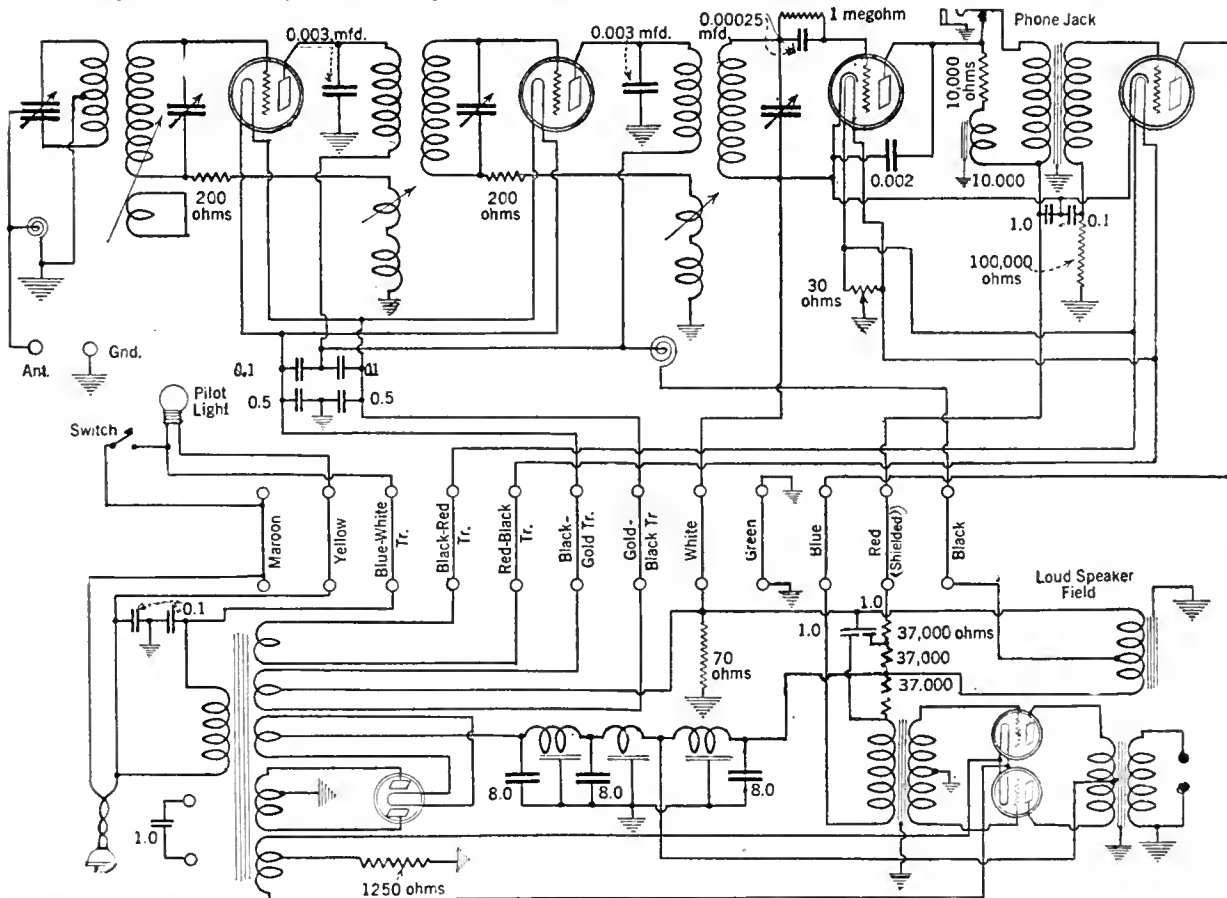 0.003 mfd.
0.003 mfd.
0.00025
mfd.
1 megohm
Phone Jack
10,000
ohms
200
ohms
200
ohms
0.002
10.000
1.0
0.1
100,000
ohms
30
ohms
Ant.
Gnd.
0.1
0.5
0.5
Pilot
Light
Switch
Maroon
Yellow
Blue-White
Tr.
Black-Red
Tr.
Red-Black
Tr.
Black-
Gold Tr.
Gold-
Black Tr
White
Green
Blue
Red
(Shielded)
Black
Loud Speaker
Field
0.1
1.0
1.0
37,000 ohms
37,000
37.000
70
ohms
8.0
8.0
8.0
1.0
1250 ohms